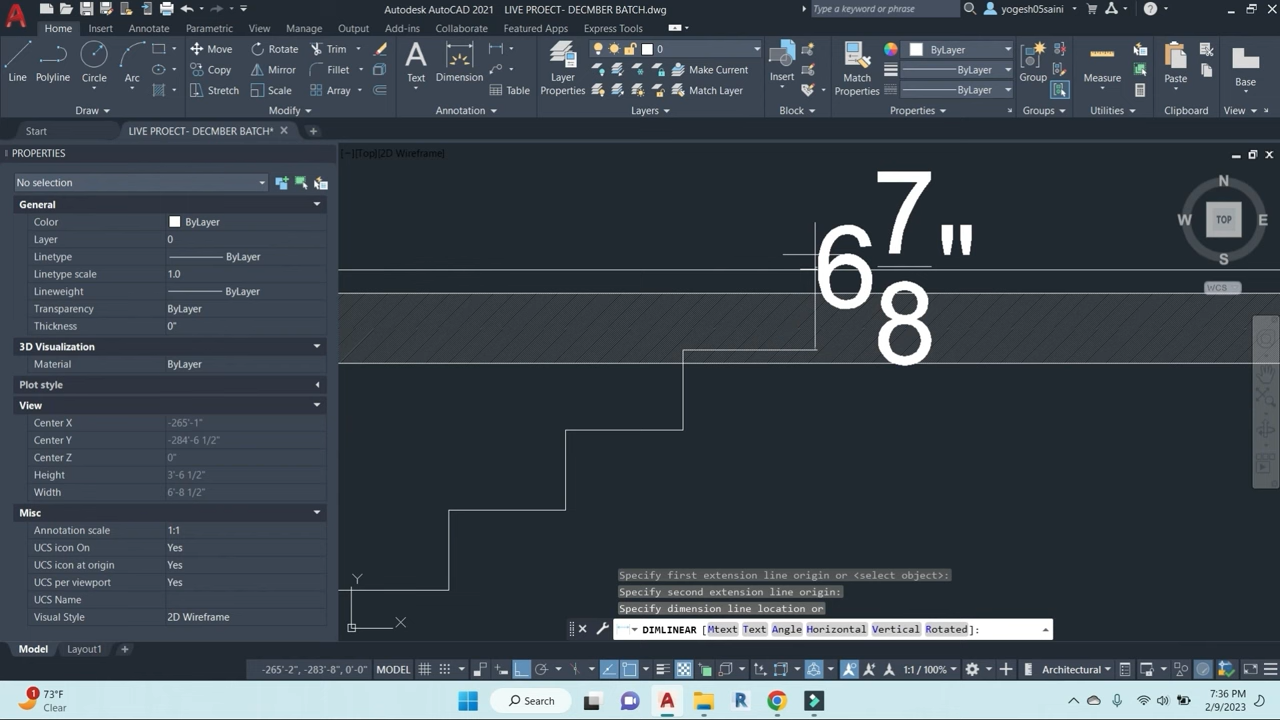 Autodesk AutoCAD 2021 LIVE PROECT- DECMBER BATCH.dwg
Type a keyword or phrase
yogesh05saini
Home Insert Annotate Parametric View Manage Output Add-ins Collaborate Express Tools Featured Apps
Line Polyline Circle Arc
Move Rotate Trim
Copy Mirror Fillet
Stretch Scale Array
Text Dimension Table
Layer Properties
0
Make Current
Match Layer
Insert
Match Properties
ByLayer
ByLayer
ByLayer
Group
Measure
Paste
Base
Draw Modify Annotation Layers Block Properties Groups Utilities Clipboard View
Start LIVE PROECT- DECMBER BATCH*
PROPERTIES
[−][Top][2D Wireframe]
No selection
General
Color ByLayer
Layer 0
Linetype ByLayer
Linetype scale 1.0
Lineweight ByLayer
Transparency ByLayer
Thickness 0"
3D Visualization
Material ByLayer
Plot style
View
Center X -265'-1"
Center Y -284'-6 1/2"
Center Z 0"
Height 3'-6 1/2"
Width 6'-8 1/2"
Misc
Annotation scale 1:1
UCS icon On Yes
UCS icon at origin Yes
UCS per viewport Yes
UCS Name
Visual Style 2D Wireframe
6 7/8"
N
W TOP E
S
WCS
Y
X
Specify first extension line origin or <select object>:
Specify second extension line origin:
Specify dimension line location or
DIMLINEAR [Mtext Text Angle Horizontal Vertical Rotated]:
Model Layout1
-265'-2", -283'-8", 0'-0" MODEL 1:1 / 100% Architectural
1
73°F
Clear
Search
7:36 PM
2/9/2023